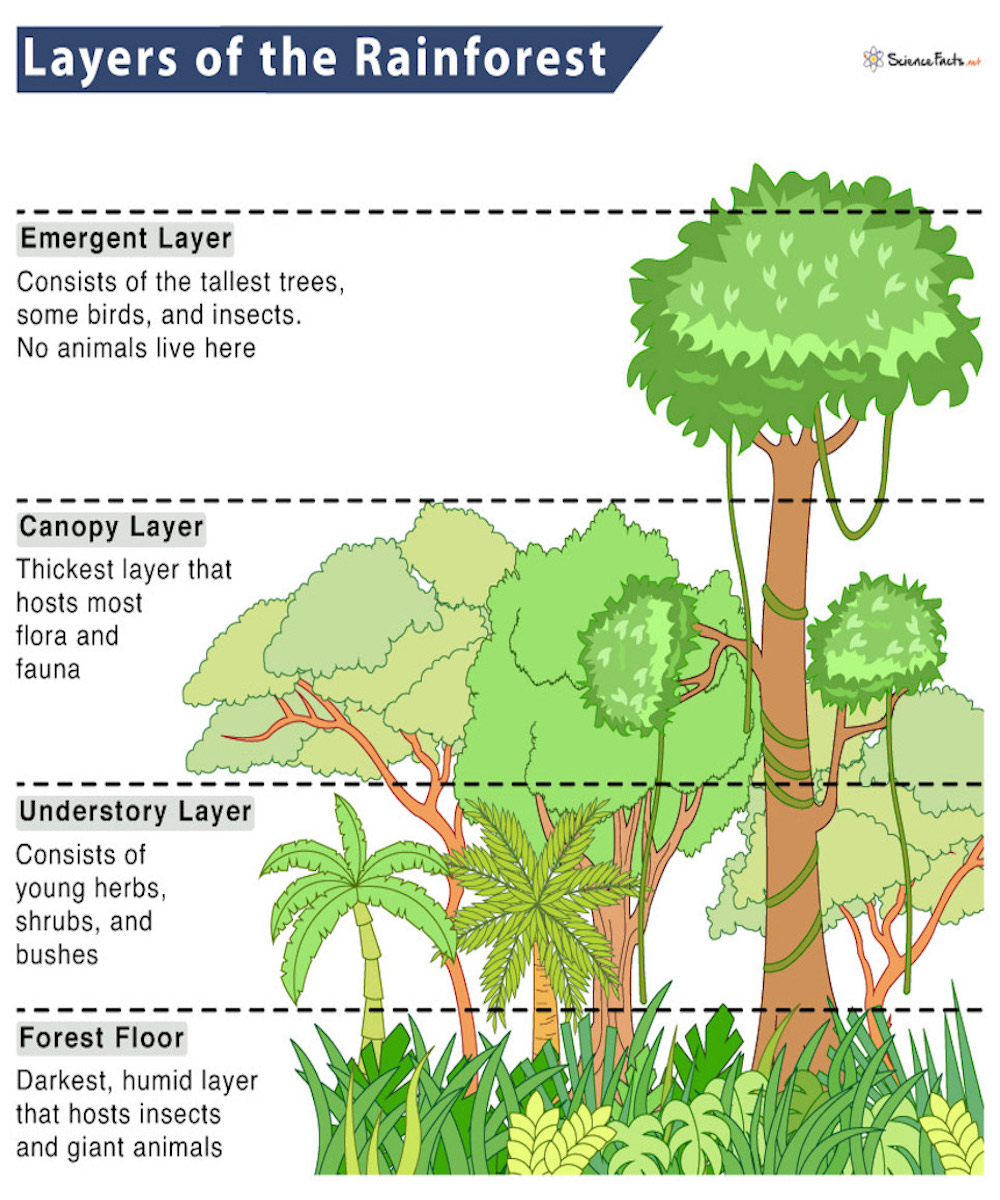 Layers of the Rainforest
ScienceFacts.net
Emergent Layer
Consists of the tallest trees,
some birds, and insects.
No animals live here
Canopy Layer
Thickest layer that
hosts most
flora and
fauna
Understory Layer
Consists of
young herbs,
shrubs, and
bushes
Forest Floor
Darkest, humid layer
that hosts insects
and giant animals